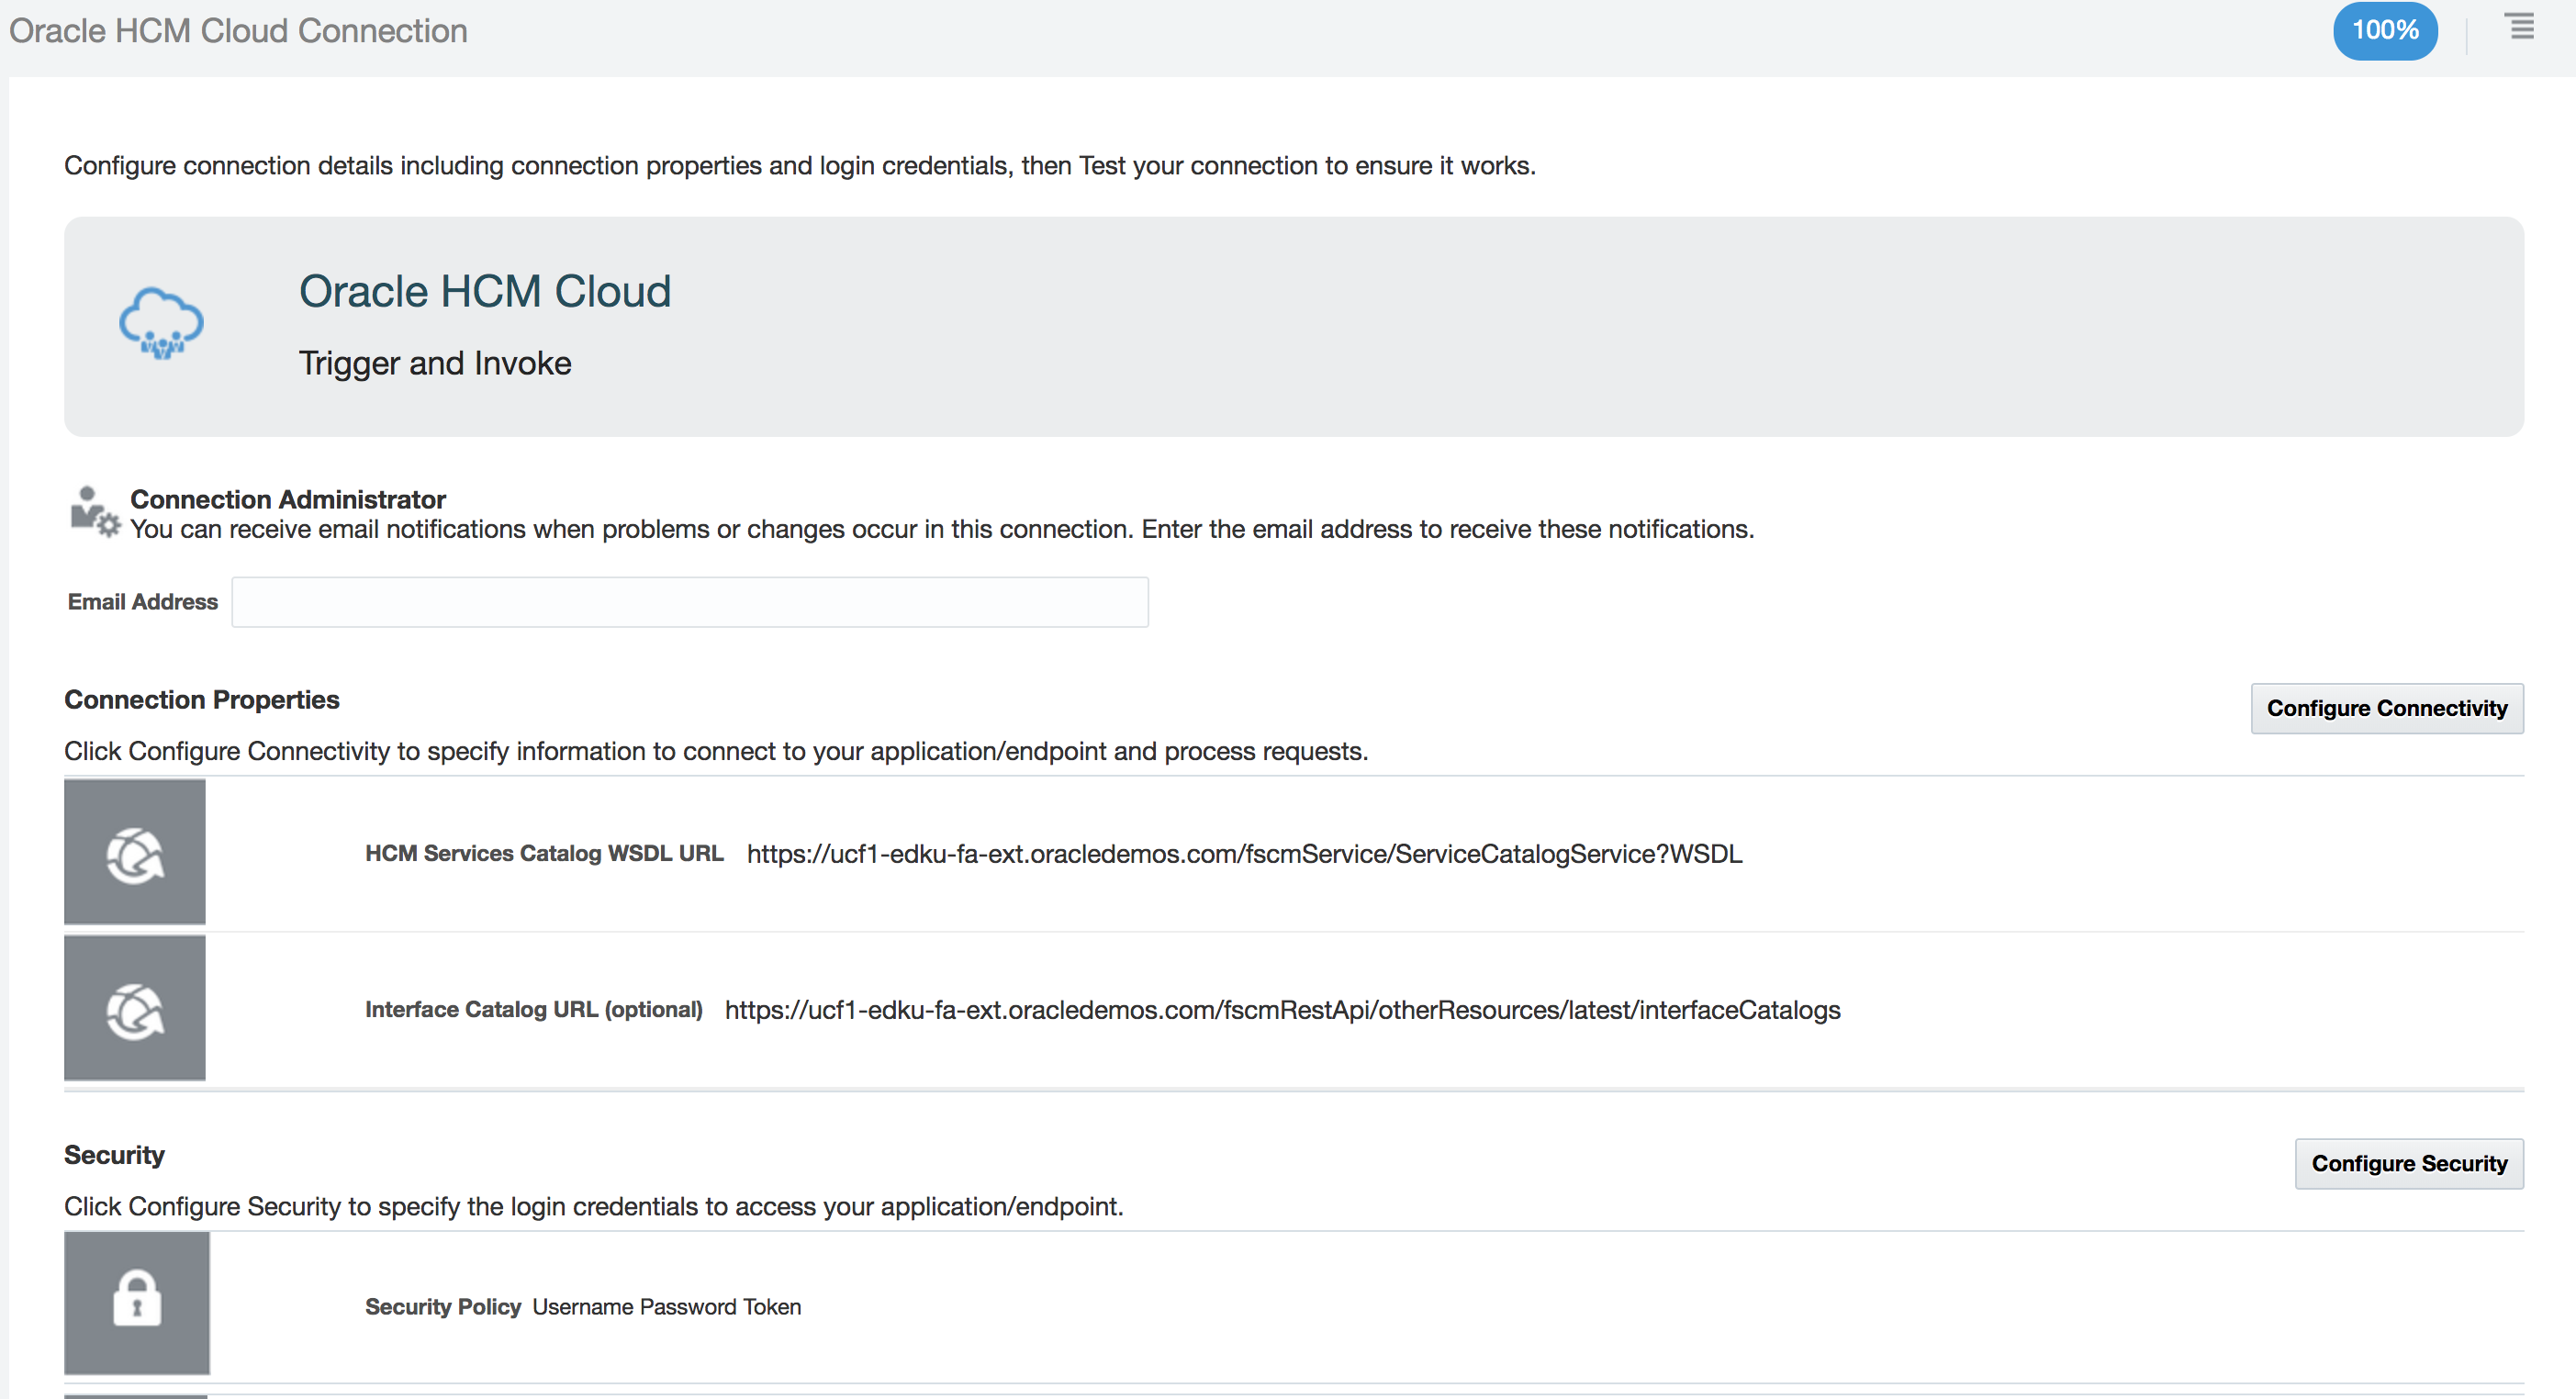 Oracle HCM Cloud Connection
100%
Configure connection details including connection properties and login credentials, then Test your connection to ensure it works.
Oracle HCM Cloud
Trigger and Invoke
Connection Administrator
You can receive email notifications when problems or changes occur in this connection. Enter the email address to receive these notifications.
Email Address
Connection Properties
Configure Connectivity
Click Configure Connectivity to specify information to connect to your application/endpoint and process requests.
HCM Services Catalog WSDL URL https://ucf1-edku-fa-ext.oracledemos.com/fscmService/ServiceCatalogService?WSDL
Interface Catalog URL (optional) https://ucf1-edku-fa-ext.oracledemos.com/fscmRestApi/otherResources/latest/interfaceCatalogs
Security
Configure Security
Click Configure Security to specify the login credentials to access your application/endpoint.
Security Policy Username Password Token